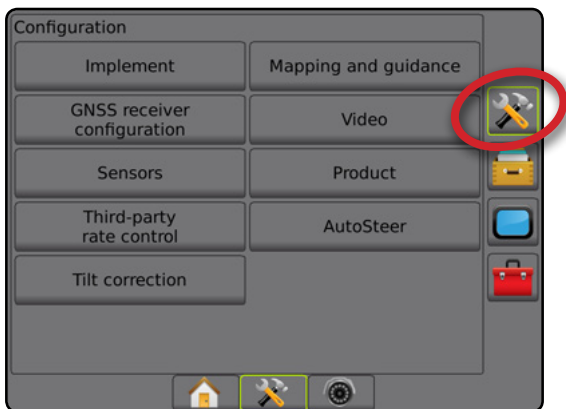 Configuration
Implement
Mapping and guidance
GNSS receiver
configuration
Video
Sensors
Product
Third-party
rate control
AutoSteer
Tilt correction